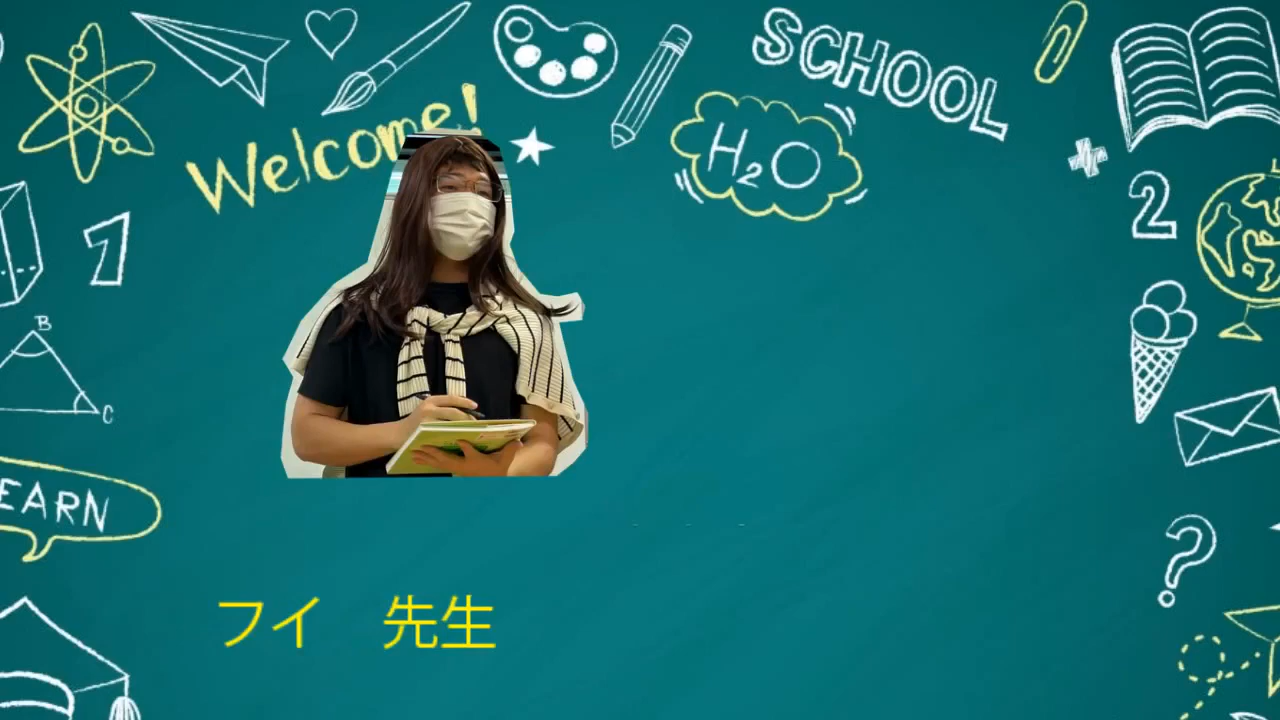 SCHOOL
Welcome!
H2O
2
1
B
C
EARN
?
フイ　先生